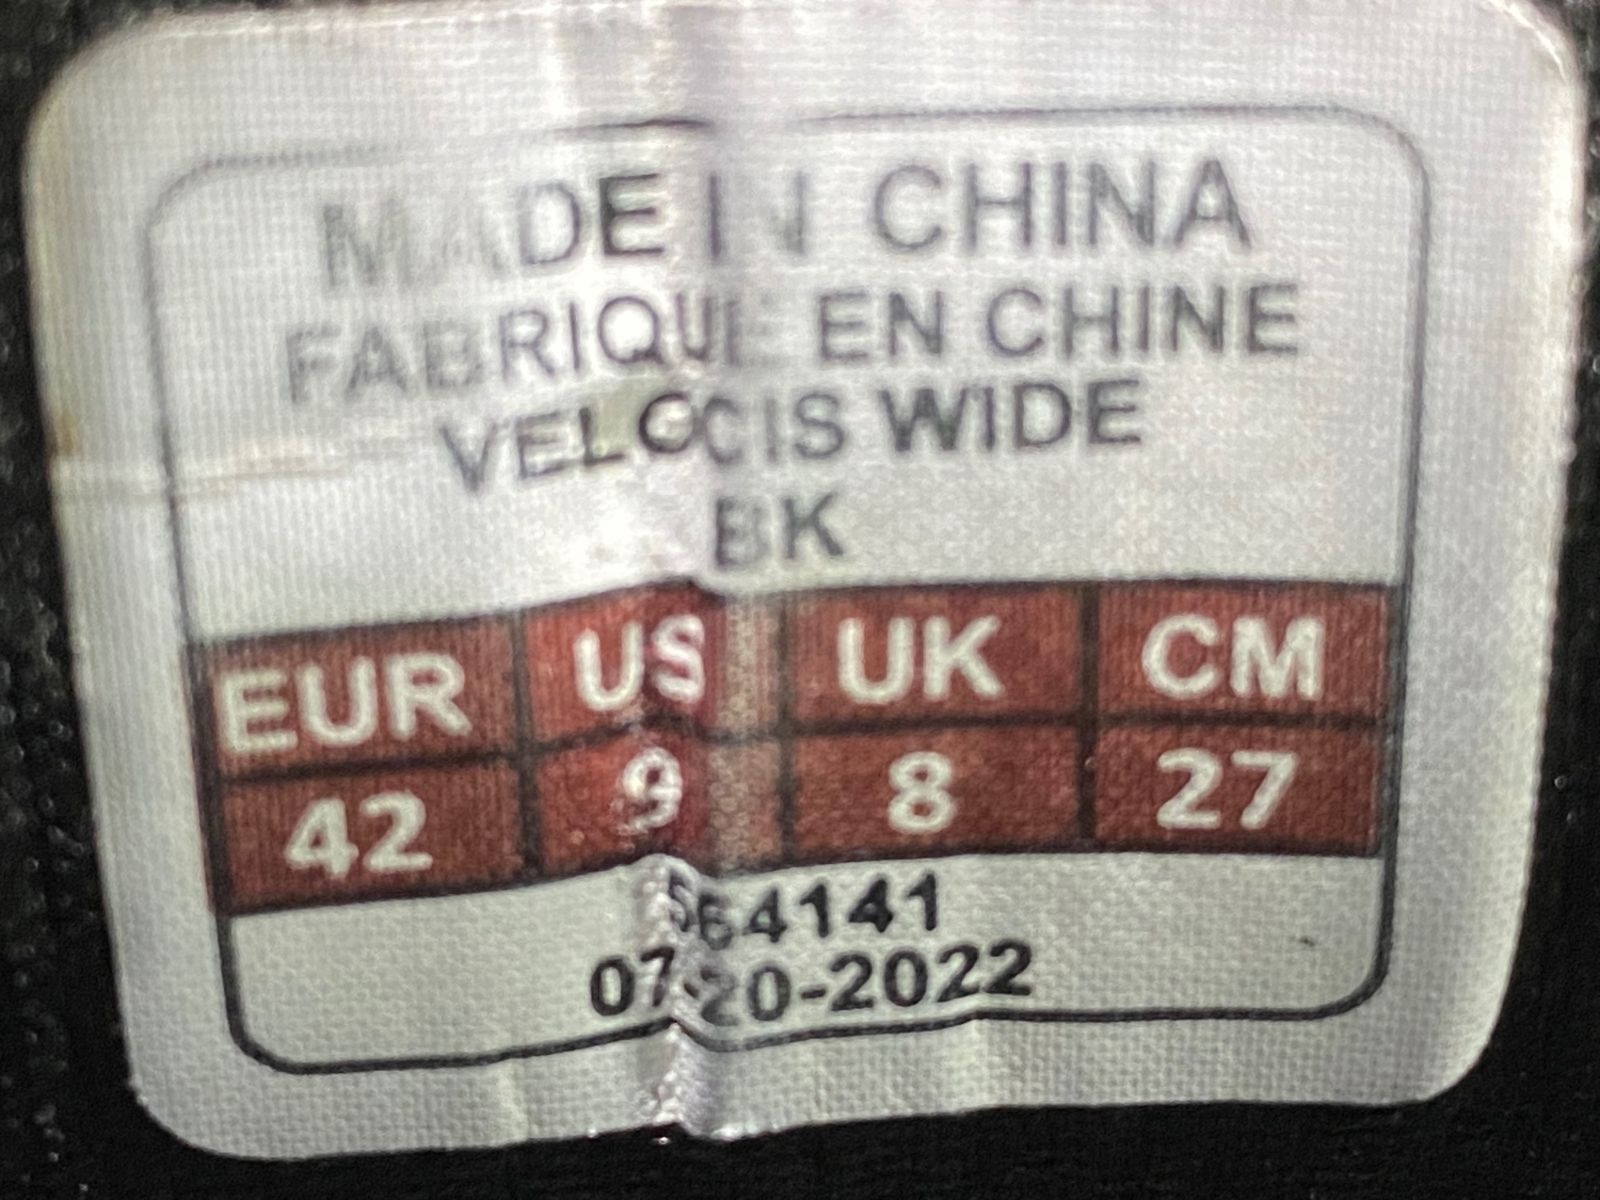 MADE IN CHINA
FABRIQUE EN CHINE
VELOCIS WIDE
BK
EUR US UK CM
42 9 8 27
564141
07-20-2022